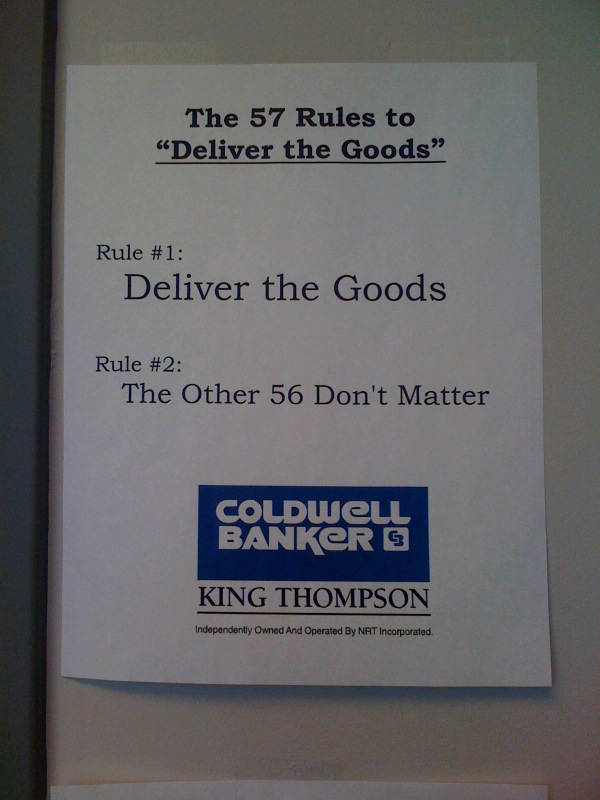 The 57 Rules to
“Deliver the Goods”
Rule #1:
Deliver the Goods
Rule #2:
The Other 56 Don't Matter
COLDWELL
BANKER CB
KING THOMPSON
Independently Owned And Operated By NRT Incorporated.